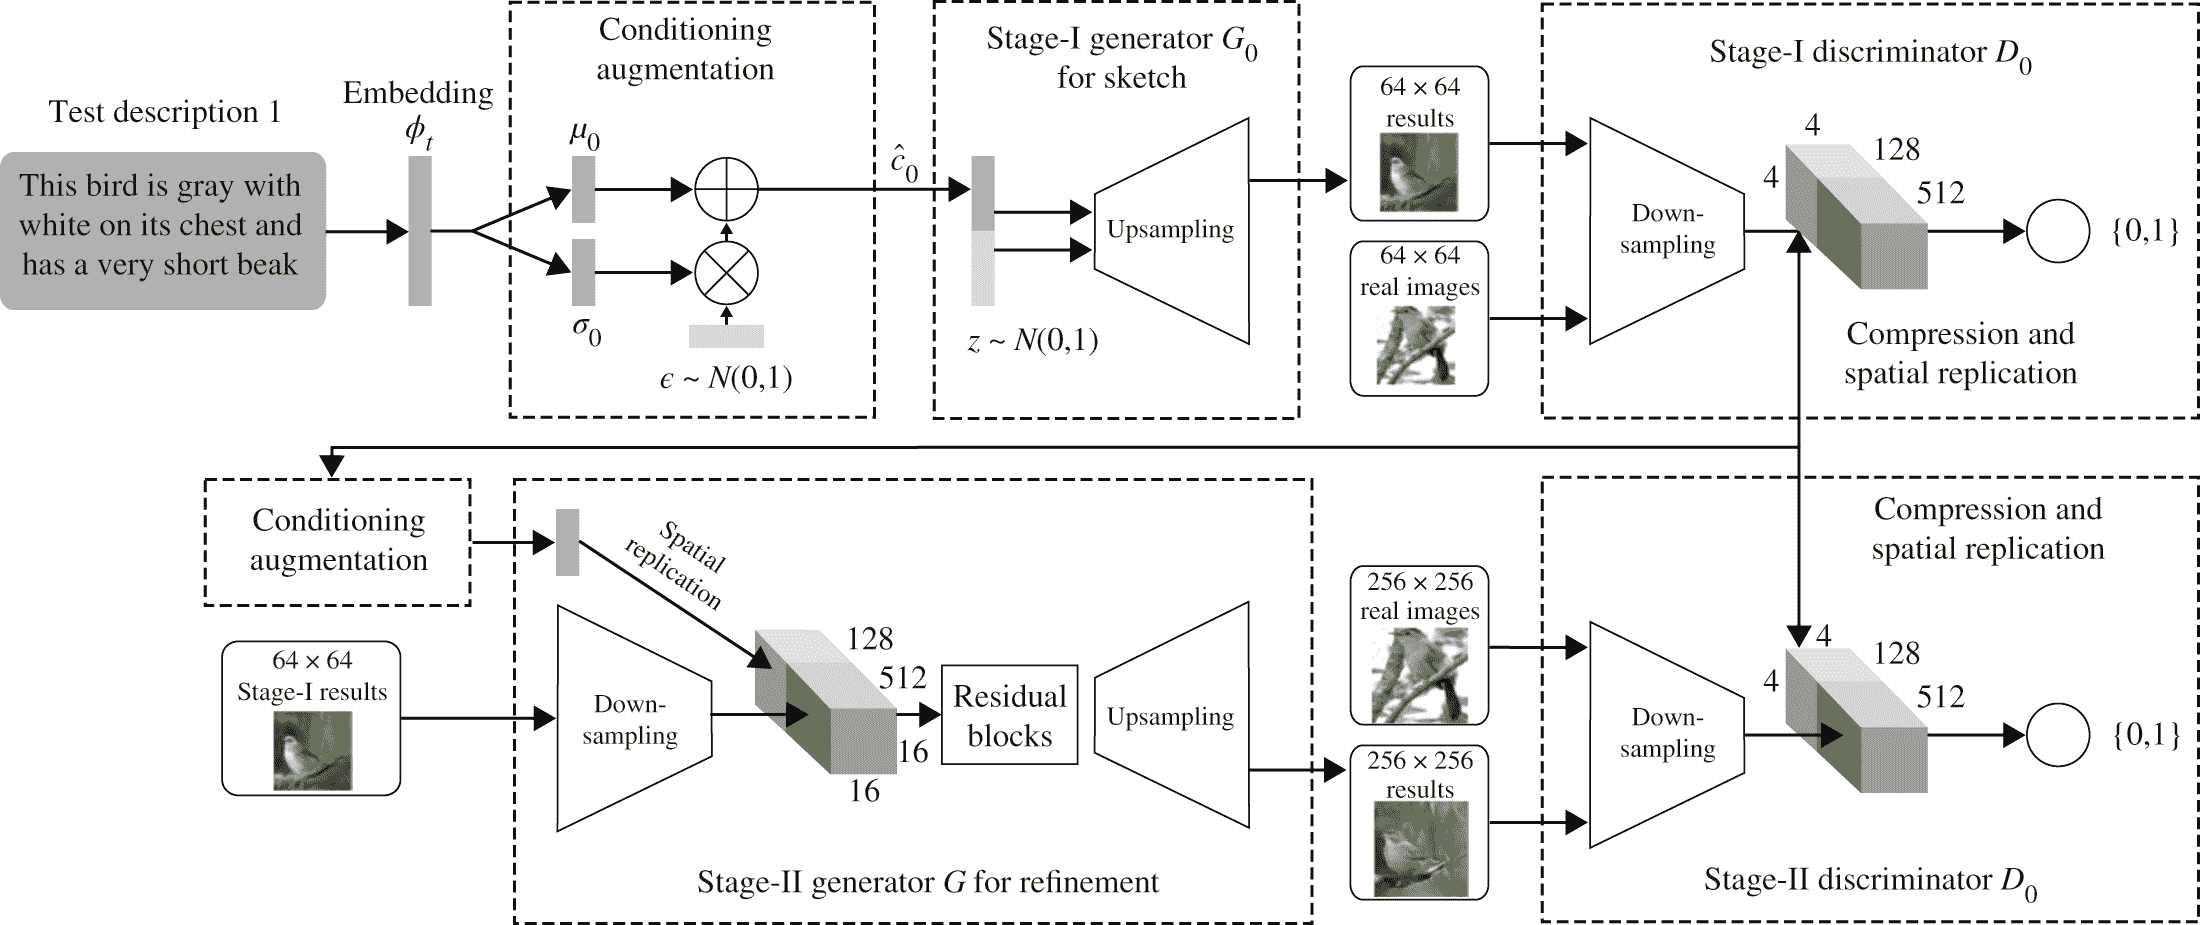 Conditioning
augmentation
Stage-I generator G0
for sketch
Stage-I discriminator D0
Test description 1
Embedding
ϕt
This bird is gray with
white on its chest and
has a very short beak
μ0
σ0
ϵ ~ N(0,1)
ĉ0
z ~ N(0,1)
Upsampling
64 × 64
results
64 × 64
real images
Down-
sampling
4
4
128
512
{0,1}
Compression and
spatial replication
Conditioning
augmentation
Spatial
replication
64 × 64
Stage-I results
Down-
sampling
128
512
16
16
Residual
blocks
Upsampling
Stage-II generator G for refinement
256 × 256
real images
256 × 256
results
Compression and
spatial replication
Down-
sampling
4
4
128
512
{0,1}
Stage-II discriminator D0